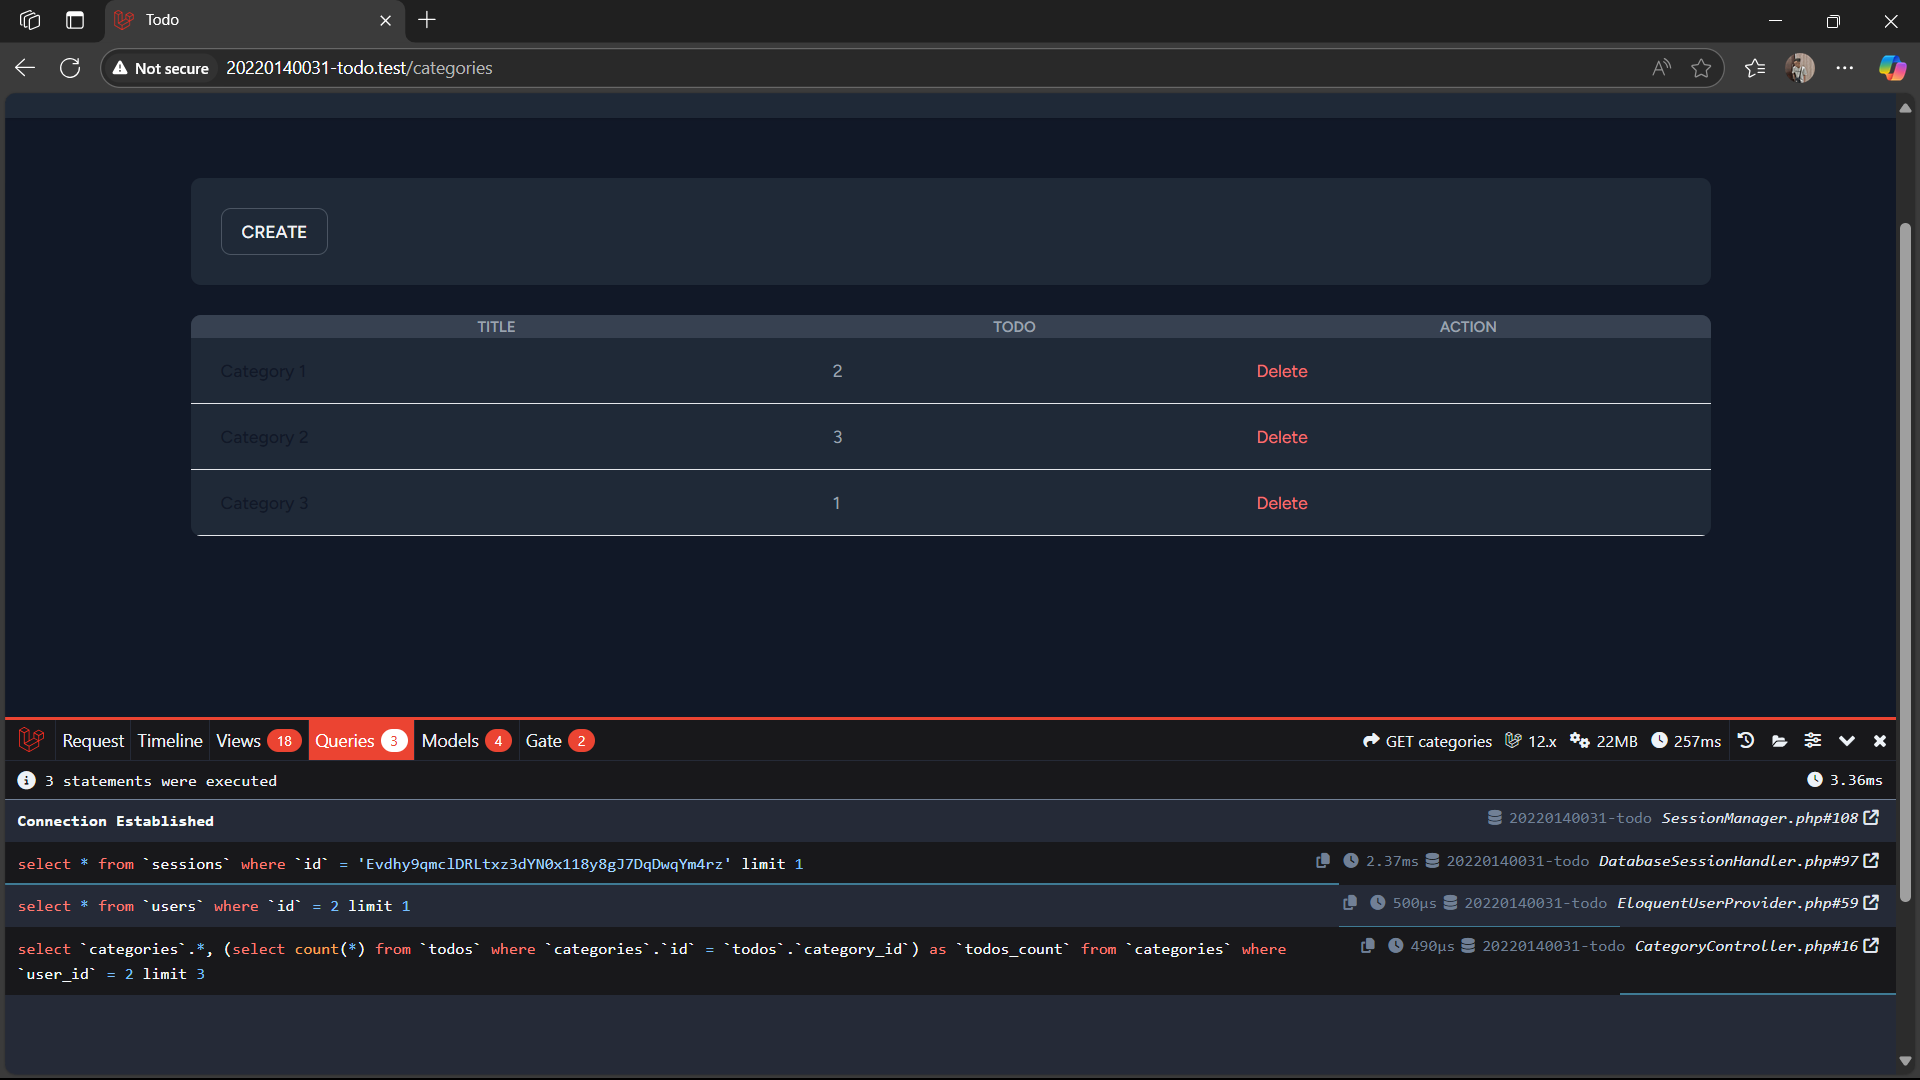 Todo
Not secure 20220140031-todo.test/categories
CREATE
TITLE TODO ACTION
Category 1 2 Delete
Category 2 3 Delete
Category 3 1 Delete
Request Timeline Views 18 Queries 3 Models 4 Gate 2 GET categories 12.x 22MB 257ms
3 statements were executed 3.36ms
Connection Established 20220140031-todo SessionManager.php#108
select * from `sessions` where `id` = 'Evdhy9qmclDRLtxz3dYN0x118y8gJ7DqDwqYm4rz' limit 1 2.37ms 20220140031-todo DatabaseSessionHandler.php#97
select * from `users` where `id` = 2 limit 1 500μs 20220140031-todo EloquentUserProvider.php#59
select `categories`.*, (select count(*) from `todos` where `categories`.`id` = `todos`.`category_id`) as `todos_count` from `categories` where 490μs 20220140031-todo CategoryController.php#16
`user_id` = 2 limit 3